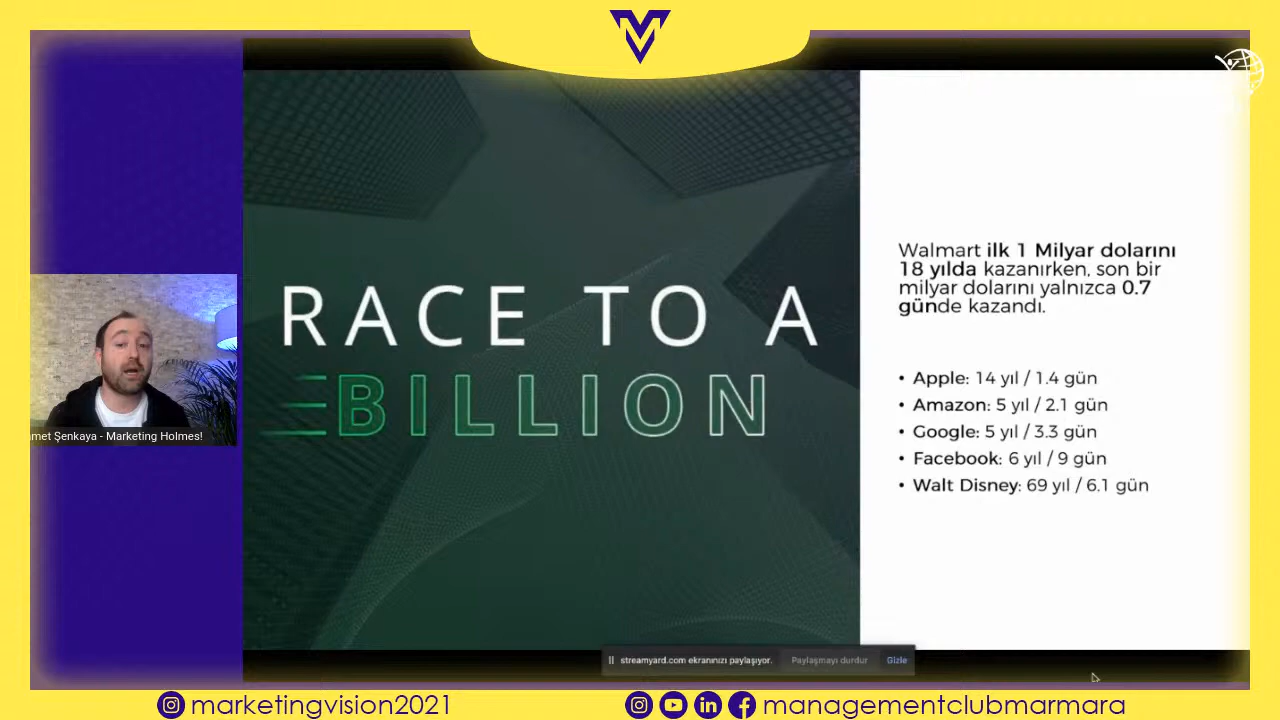 RACE TO A
BILLION
Walmart ilk 1 Milyar dolarını
18 yılda kazanırken, son bir
milyar dolarını yalnızca 0.7
günde kazandı.
• Apple: 14 yıl / 1.4 gün
• Amazon: 5 yıl / 2.1 gün
• Google: 5 yıl / 3.3 gün
• Facebook: 6 yıl / 9 gün
• Walt Disney: 69 yıl / 6.1 gün
Şenkaya - Marketing Holmes!
streamyard.com ekranınızı paylaşıyor. Paylaşmayı durdur Gizle
marketingvision2021 managementclubmarmara